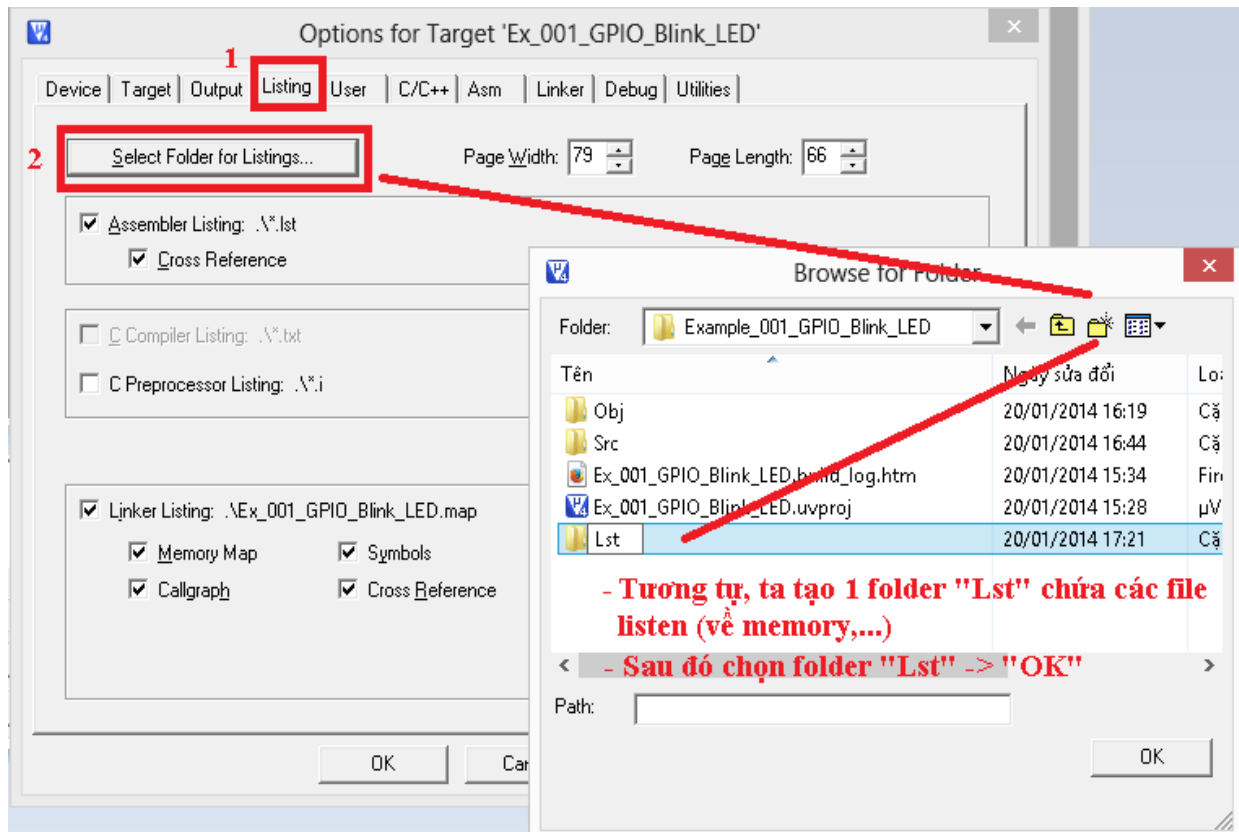 Options for Target 'Ex_001_GPIO_Blink_LED'
1
Device Target Output Listing User C/C++ Asm Linker Debug Utilities
2
Select Folder for Listings...
Page Width: 79
Page Length: 66
Assembler Listing: .\*.lst
Cross Reference
C Compiler Listing: .\*.txt
C Preprocessor Listing: .\*.i
Linker Listing: .\Ex_001_GPIO_Blink_LED.map
Memory Map
Symbols
Callgraph
Cross Reference
OK
Can
Browse for Folder
Folder: Example_001_GPIO_Blink_LED
Tên Ngày sửa đổi
Obj 20/01/2014 16:19
Src 20/01/2014 16:44
Ex_001_GPIO_Blink_LED.build_log.htm 20/01/2014 15:34
Ex_001_GPIO_Blink_LED.uvproj 20/01/2014 15:28
Lst 20/01/2014 17:21
- Tương tự, ta tạo 1 folder "Lst" chứa các file
listen (về memory,...)
- Sau đó chọn folder "Lst" -> "OK"
Path:
OK